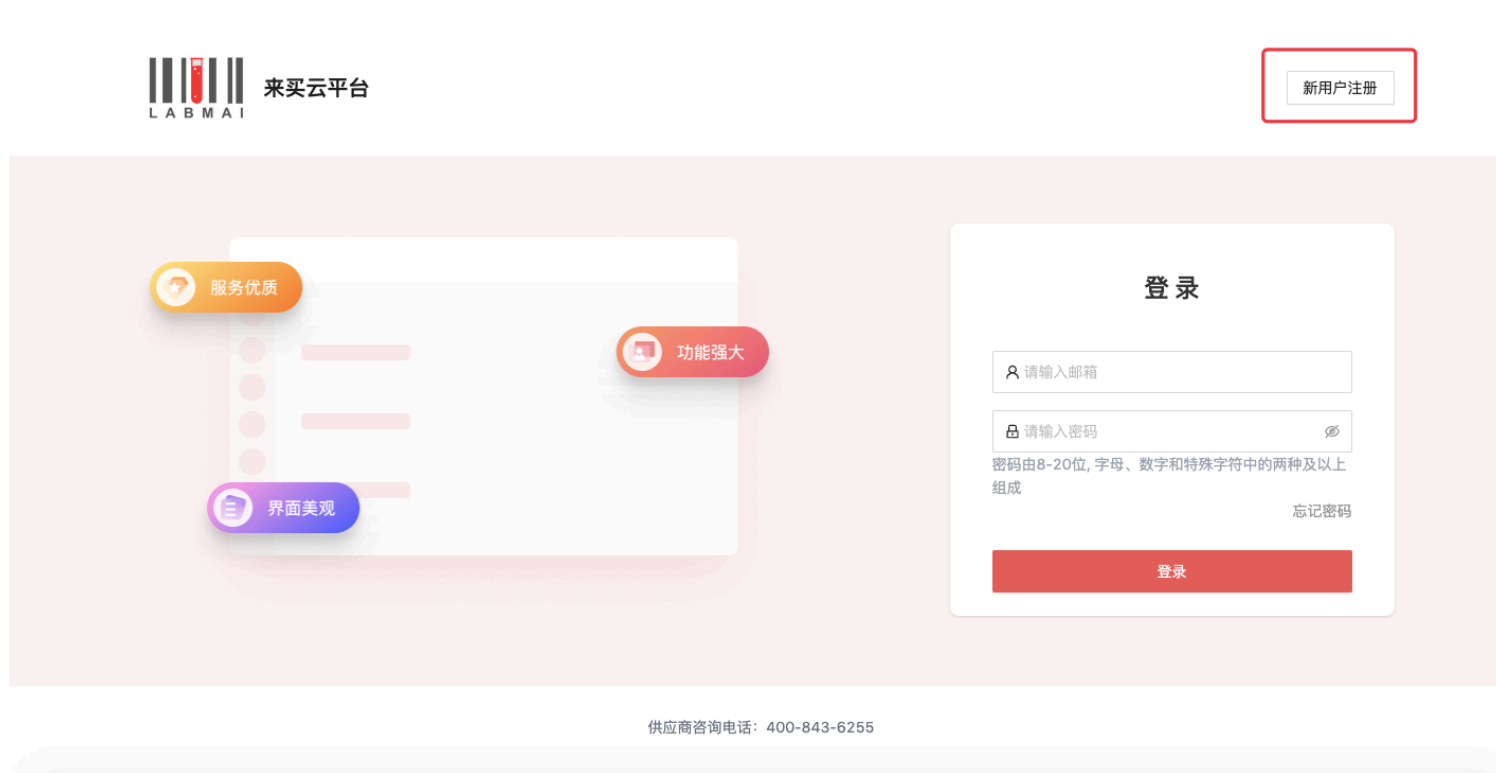 LABMAI
来买云平台
新用户注册
服务优质
功能强大
界面美观
登录
请输入邮箱
请输入密码
密码由8-20位, 字母、数字和特殊字符中的两种及以上
组成
忘记密码
登录
供应商咨询电话：400-843-6255